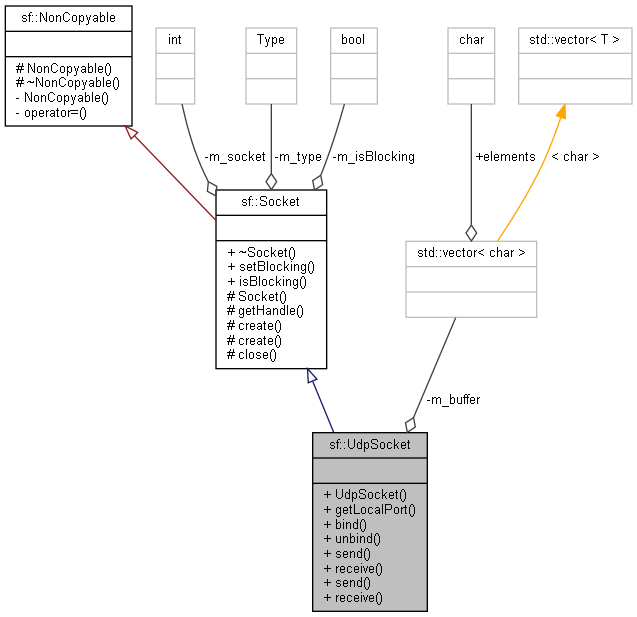 sf::NonCopyable
# NonCopyable()
# ~NonCopyable()
- NonCopyable()
- operator=()
int
Type
bool
char
std::vector< T >
-m_socket
-m_type
-m_isBlocking
+elements
< char >
sf::Socket
+ ~Socket()
+ setBlocking()
+ isBlocking()
# Socket()
# getHandle()
# create()
# create()
# close()
std::vector< char >
-m_buffer
sf::UdpSocket
+ UdpSocket()
+ getLocalPort()
+ bind()
+ unbind()
+ send()
+ receive()
+ send()
+ receive()